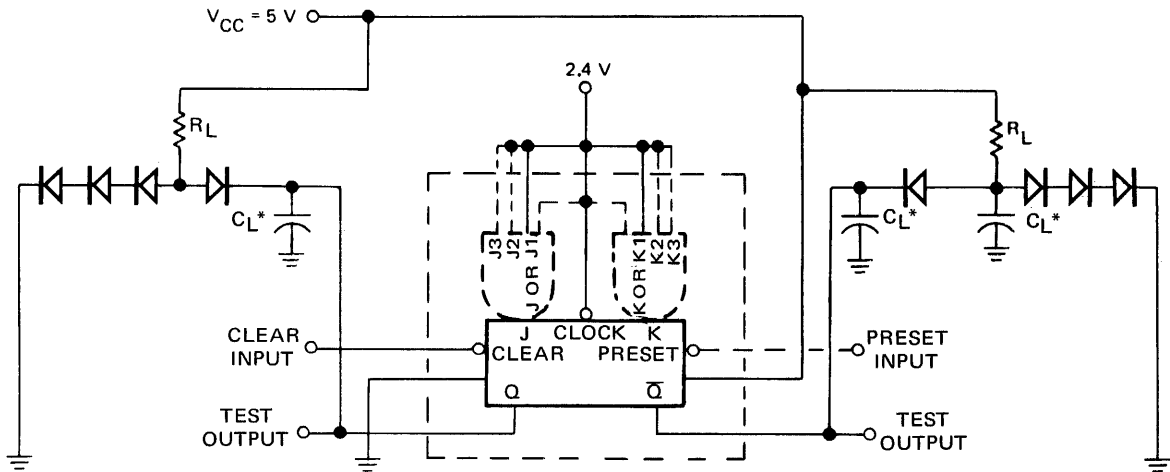 V_CC = 5 V
2.4 V
R_L
R_L
C_L*
C_L*
C_L*
J3
J2
J OR J1
K OR K1
K2
K3
J CLOCK K
CLEAR PRESET
Q Q̅
CLEAR
INPUT
PRESET
INPUT
TEST
OUTPUT
TEST
OUTPUT